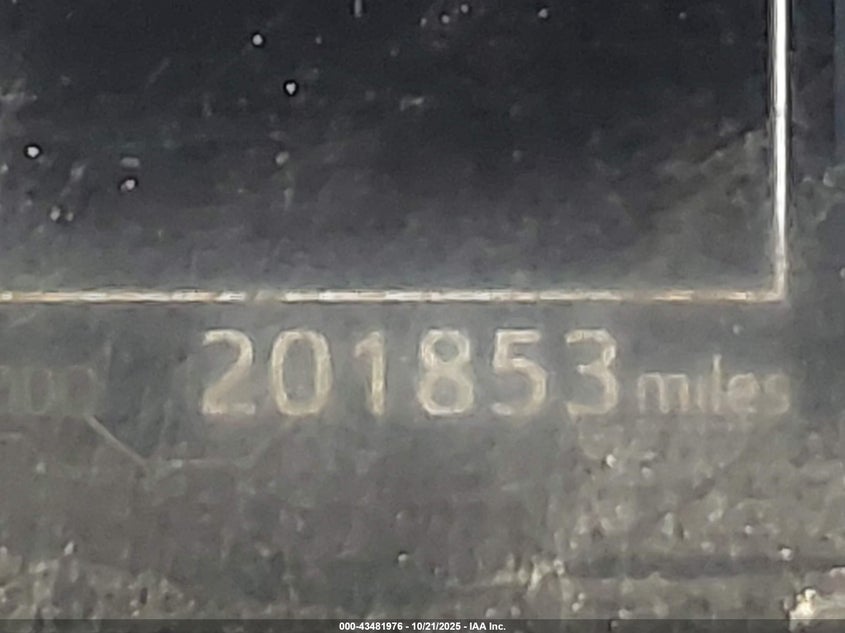 201853 miles
000-43481976 - 10/21/2025 - IAA Inc.